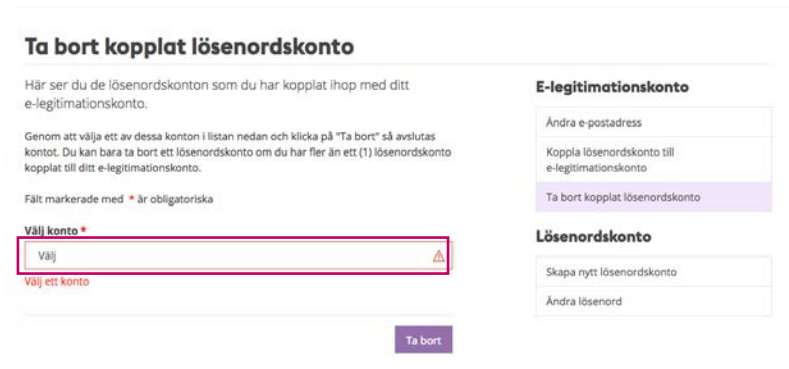 Ta bort kopplat lösenordskonto
Här ser du de lösenordskonton som du har kopplat ihop med ditt
e-legitimationskonto.
Genom att välja ett av dessa konton i listan nedan och klicka på "Ta bort" så avslutas
kontot. Du kan bara ta bort ett lösenordskonto om du har fler än ett (1) lösenordskonto
kopplat till ditt e-legitimationskonto.
Fält markerade med * är obligatoriska
Välj konto *
Välj
Välj ett konto
Ta bort
E-legitimationskonto
Ändra e-postadress
Koppla lösenordskonto till
e-legitimationskonto
Ta bort kopplat lösenordskonto
Lösenordskonto
Skapa nytt lösenordskonto
Ändra lösenord